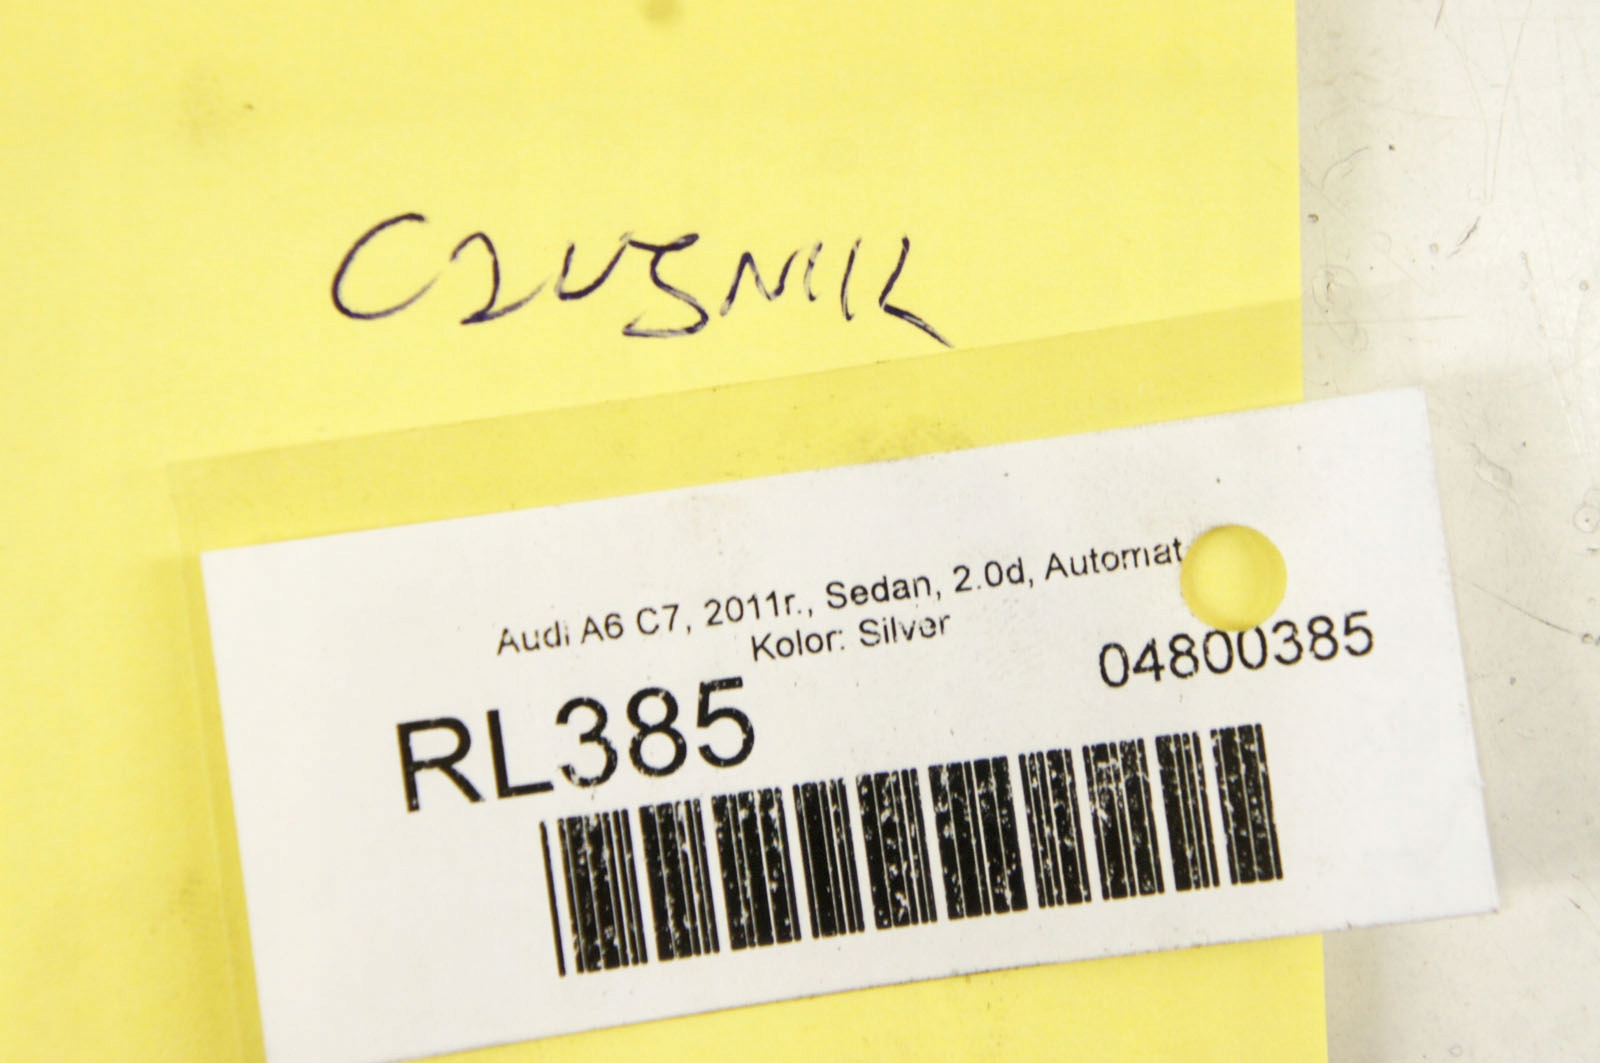 CZUJNIK
Audi A6 C7, 2011r., Sedan, 2.0d, Automat
Kolor: Silver
04800385
RL385